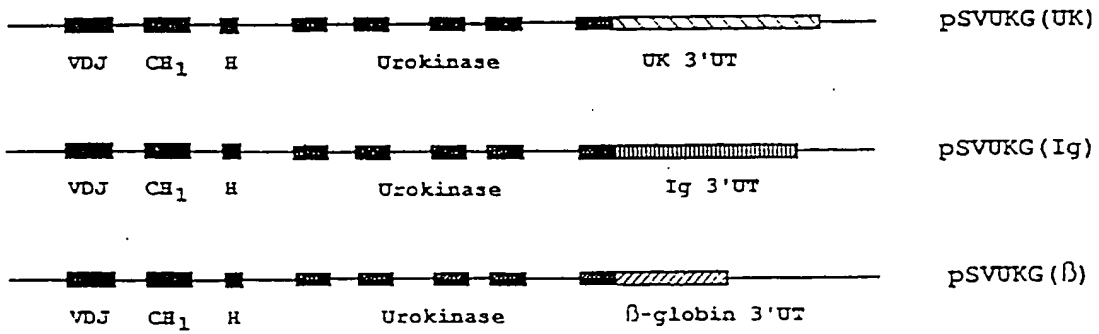 pSVUKG(UK)
VDJ CH1 H Urokinase UK 3'UT
pSVUKG(Ig)
VDJ CH1 H Urokinase Ig 3'UT
pSVUKG(β)
VDJ CH1 H Urokinase β-globin 3'UT